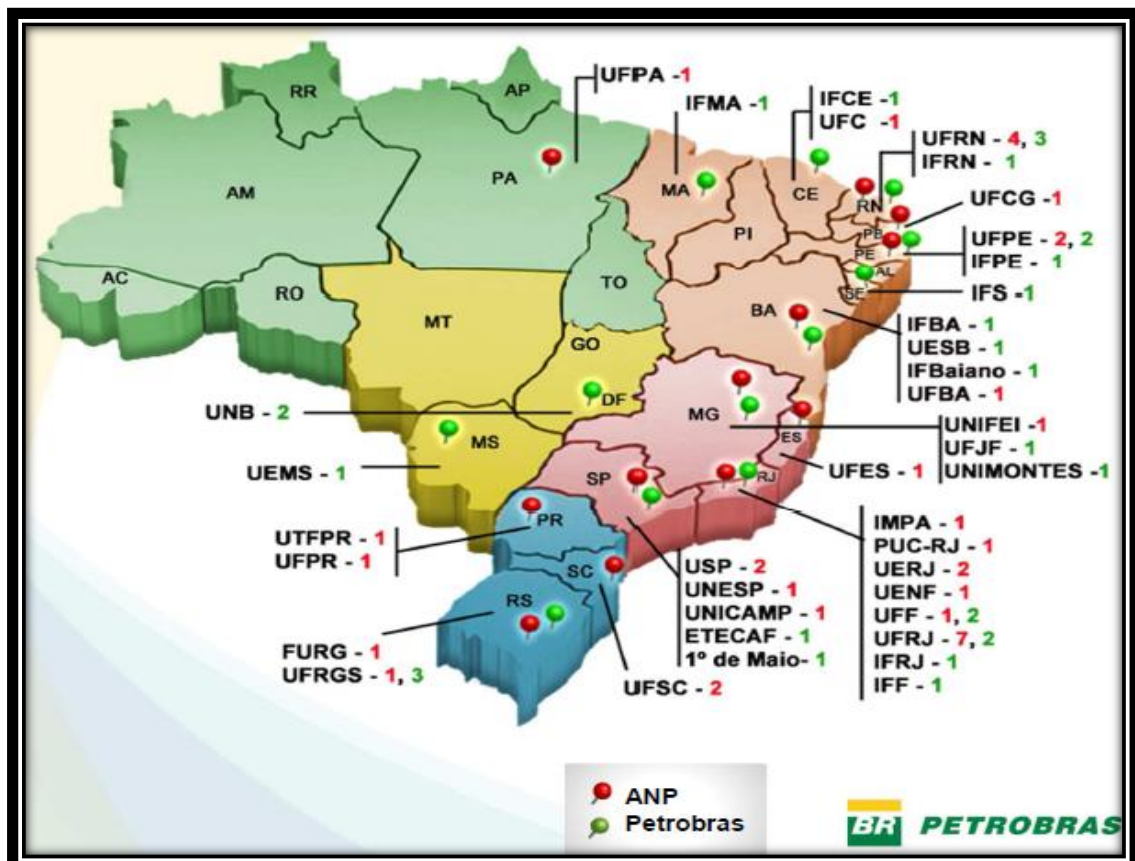 RR
AP
AM
PA
AC
RO
TO
MT
GO
DF
MS
MA
PI
CE
RN
PB
PE
AL
SE
BA
MG
ES
SP
RJ
PR
SC
RS
UFPA -1
IFMA -1
IFCE -1
UFC -1
UFRN - 4, 3
IFRN - 1
UFCG -1
UFPE - 2, 2
IFPE - 1
IFS -1
IFBA - 1
UESB - 1
IFBaiano - 1
UFBA - 1
UNIFEI -1
UFJF - 1
UNIMONTES -1
UFES - 1
IMPA - 1
PUC-RJ - 1
UERJ - 2
UENF - 1
UFF - 1, 2
UFRJ - 7, 2
IFRJ - 1
IFF - 1
USP - 2
UNESP - 1
UNICAMP - 1
ETECAF - 1
1º de Maio- 1
UFSC - 2
UNB - 2
UEMS - 1
UTFPR - 1
UFPR - 1
FURG - 1
UFRGS - 1, 3
ANP
Petrobras
BR PETROBRAS